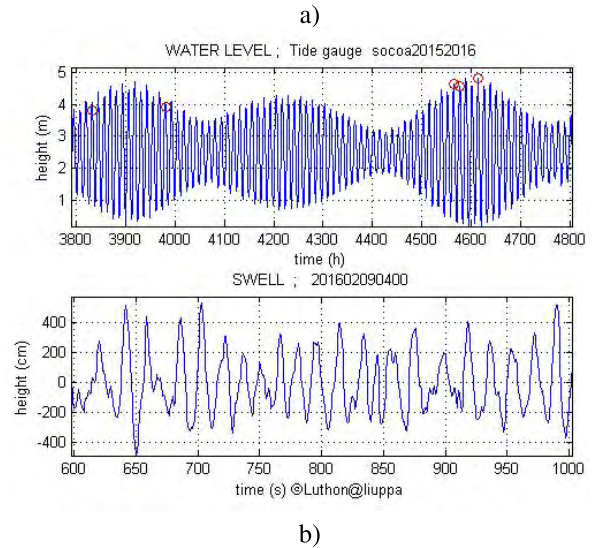 a)
WATER LEVEL ; Tide gauge socoa20152016
5
4
3
2
1
height (m)
3800 3900 4000 4100 4200 4300 4400 4500 4600 4700 4800
time (h)
SWELL ; 201602090400
400
200
0
-200
-400
height (cm)
600 650 700 750 800 850 900 950 1000
time (s) ©Luthon@liuppa
b)